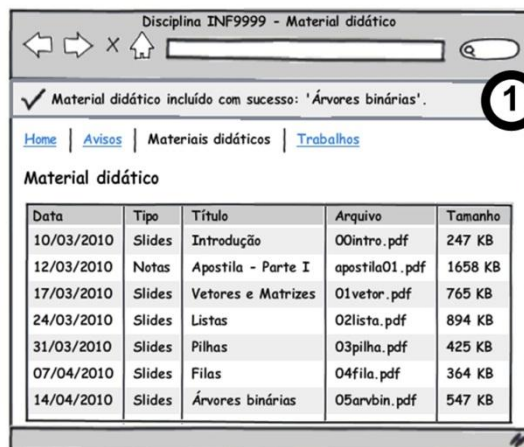 Disciplina INF9999 - Material didático
Material didático incluído com sucesso: 'Árvores binárias'.
1
Home | Avisos | Materiais didáticos | Trabalhos
Material didático
Data Tipo Título Arquivo Tamanho
10/03/2010 Slides Introdução 00intro.pdf 247 KB
12/03/2010 Notas Apostila - Parte I apostila01.pdf 1658 KB
17/03/2010 Slides Vetores e Matrizes 01vetor.pdf 765 KB
24/03/2010 Slides Listas 02lista.pdf 894 KB
31/03/2010 Slides Pilhas 03pilha.pdf 425 KB
07/04/2010 Slides Filas 04fila.pdf 364 KB
14/04/2010 Slides Árvores binárias 05arvbin.pdf 547 KB